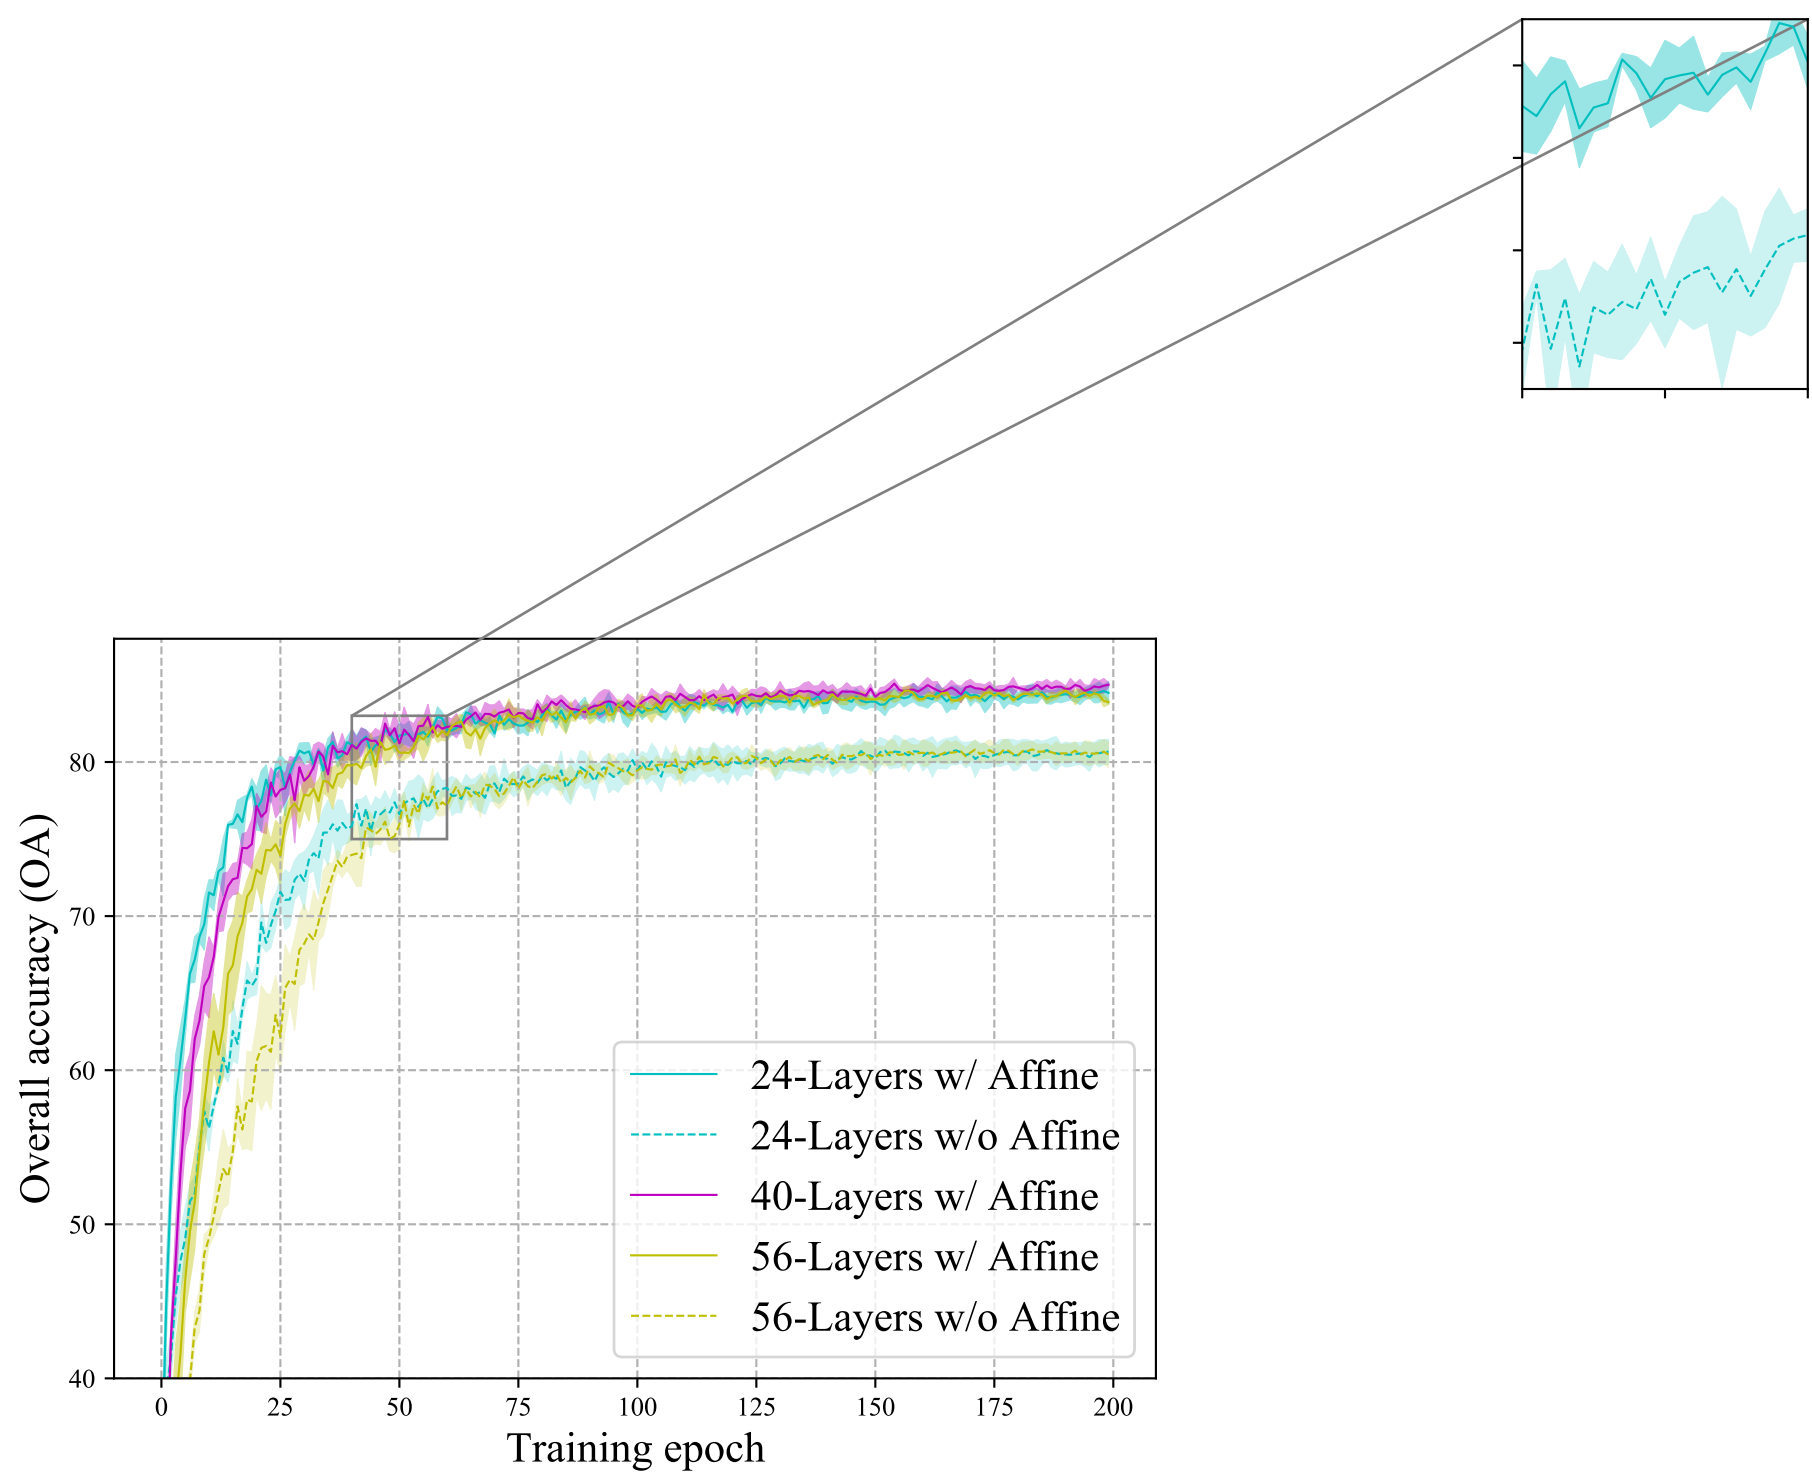 80
70
60
50
40
Overall accuracy (OA)
24-Layers w/ Affine
24-Layers w/o Affine
40-Layers w/ Affine
56-Layers w/ Affine
56-Layers w/o Affine
0 25 50 75 100 125 150 175 200
Training epoch